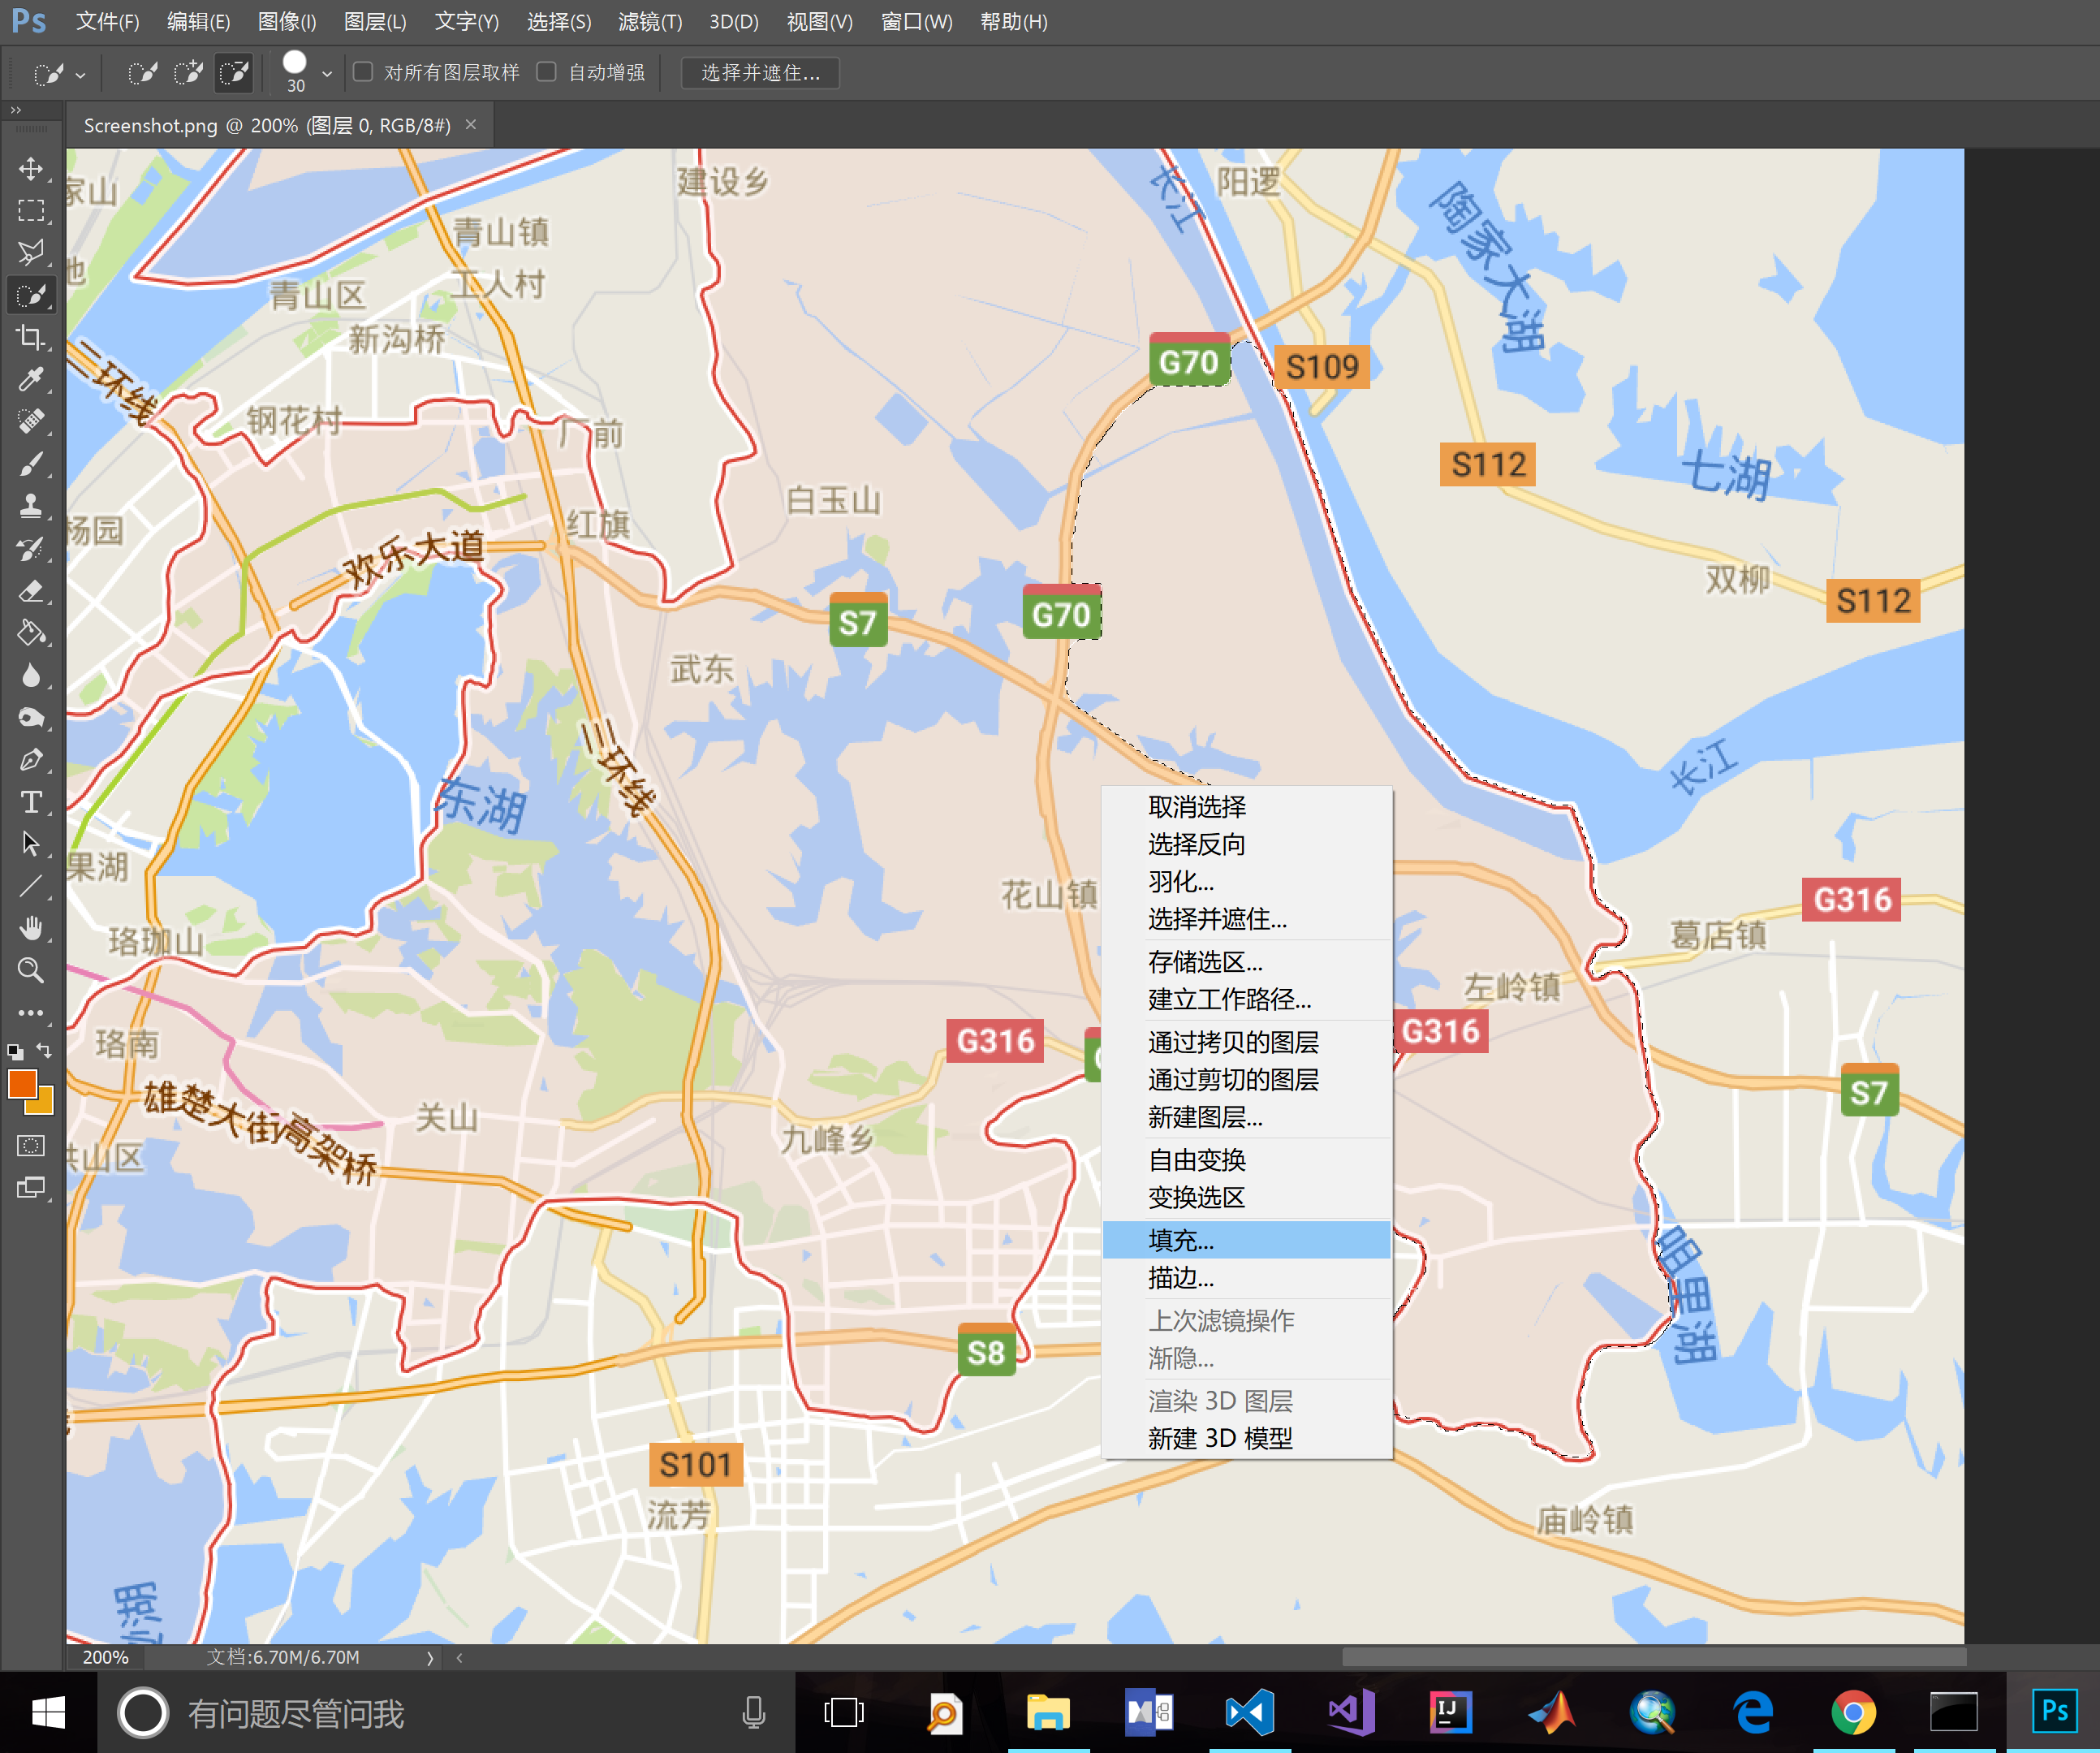 Ps 文件(F) 编辑(E) 图像(I) 图层(L) 文字(Y) 选择(S) 滤镜(T) 3D(D) 视图(V) 窗口(W) 帮助(H)
30 对所有图层取样 自动增强 选择并遮住...
Screenshot.png @ 200% (图层 0, RGB/8#) ×
家山
建设乡
长江
阳逻
青山镇
陶家大湖
工人村
青山区
新沟桥
二环线
G70
S109
钢花村
厂前
S112
七湖
白玉山
杨园
红旗
欢乐大道
双柳
S112
G70
S7
武东
三环线
长江
东湖
果湖
花山镇
G316
葛店镇
珞珈山
左岭镇
G316
G316
珞南
S7
雄楚大街高架桥
关山
九峰乡
洪山区
咀里湖
S8
S101
流芳
庙岭镇
取消选择
选择反向
羽化...
选择并遮住...
存储选区...
建立工作路径...
通过拷贝的图层
通过剪切的图层
新建图层...
自由变换
变换选区
填充...
描边...
上次滤镜操作
渐隐...
渲染 3D 图层
新建 3D 模型
200% 文档:6.70M/6.70M
有问题尽管问我
IJ
Ps